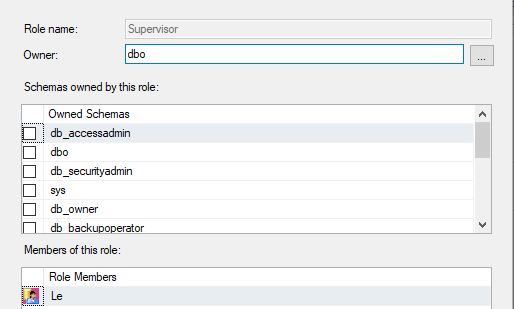 Role name: Supervisor
Owner: dbo ...
Schemas owned by this role:
Owned Schemas
db_accessadmin
dbo
db_securityadmin
sys
db_owner
db_backupoperator
Members of this role:
Role Members
Le